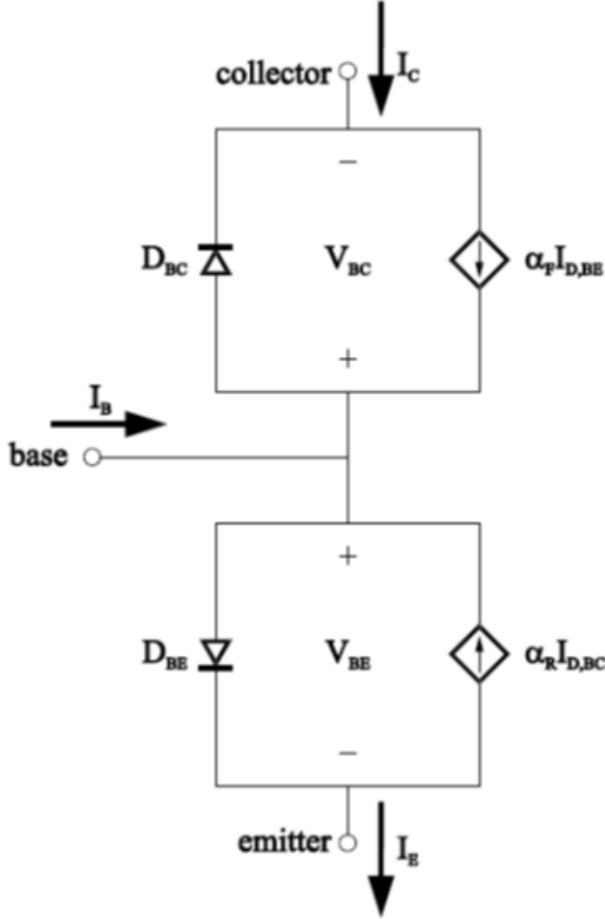 I_C
collector
−
D_BC
V_BC
α_F I_D,BE
+
I_B
base
+
D_BE
V_BE
α_R I_D,BC
−
emitter
I_E